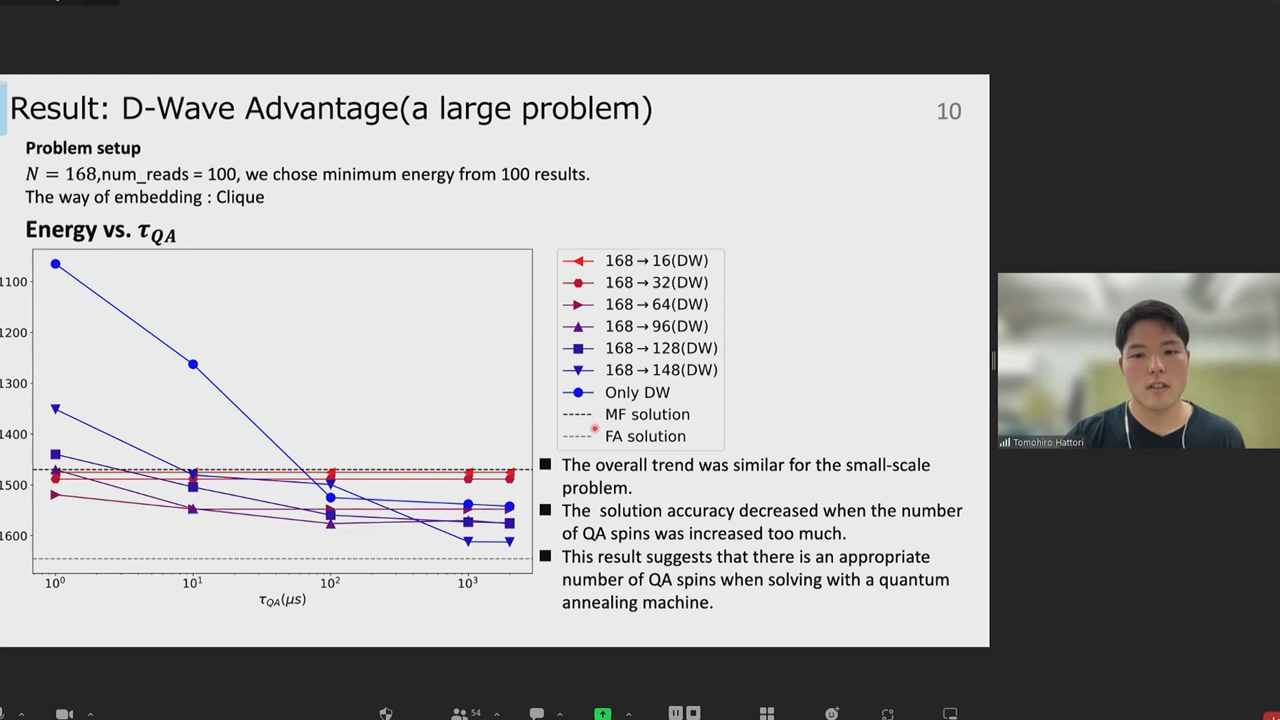 Result: D-Wave Advantage(a large problem)
10
Problem setup
N = 168,num_reads = 100, we chose minimum energy from 100 results.
The way of embedding : Clique
Energy vs. τQA
1100
1200
1300
1400
1500
1600
10⁰
10¹
10²
10³
τQA(μs)
168→16(DW)
168→32(DW)
168→64(DW)
168→96(DW)
168→128(DW)
168→148(DW)
Only DW
MF solution
FA solution
■ The overall trend was similar for the small-scale
problem.
■ The solution accuracy decreased when the number
of QA spins was increased too much.
■ This result suggests that there is an appropriate
number of QA spins when solving with a quantum
annealing machine.
Tomohiro Hattori
54